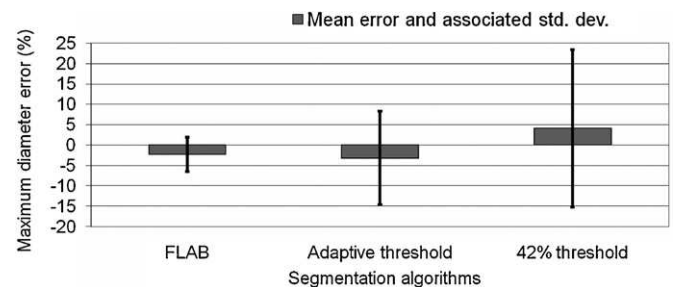 Mean error and associated std. dev.
Maximum diameter error (%)
25
20
15
10
5
0
-5
-10
-15
-20
FLAB Adaptive threshold 42% threshold
Segmentation algorithms